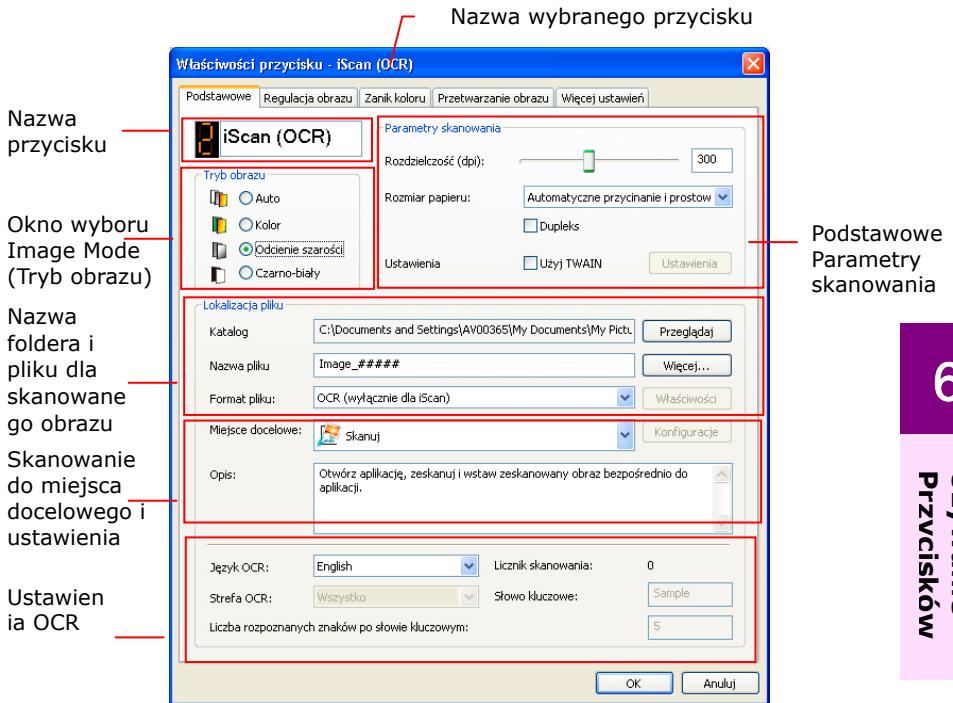 Nazwa wybranego przycisku
Właściwości przycisku - iScan (OCR)
Podstawowe Regulacja obrazu Zanik koloru Przetwarzanie obrazu Więcej ustawień
Nazwa
przycisku
iScan (OCR)
Parametry skanowania
Rozdzielczość (dpi): 300
Rozmiar papieru: Automatyczne przycinanie i prostow
Dupleks
Ustawienia Użyj TWAIN Ustawienia
Tryb obrazu
Auto
Kolor
Odcienie szarości
Czarno-biały
Okno wyboru
Image Mode
(Tryb obrazu)
Podstawowe
Parametry
skanowania
Nazwa
foldera i
pliku dla
skanowane
go obrazu
Lokalizacja pliku
Katalog C:\Documents and Settings\AV00365\My Documents\My Pictu Przeglądaj
Nazwa pliku Image_##### Więcej...
Format pliku: OCR (wyłącznie dla iScan) Właściwości
Skanowanie
do miejsca
docelowego i
ustawienia
Miejsce docelowe: Skanuj Konfiguracje
Opis: Otwórz aplikację, zeskanuj i wstaw zeskanowany obraz bezpośrednio do
aplikacji.
Ustawien
ia OCR
Język OCR: English Licznik skanowania: 0
Strefa OCR: Wszystko Słowo kluczowe: Sample
Liczba rozpoznanych znaków po słowie kluczowym: 5
OK Anuluj
6
Przycisków